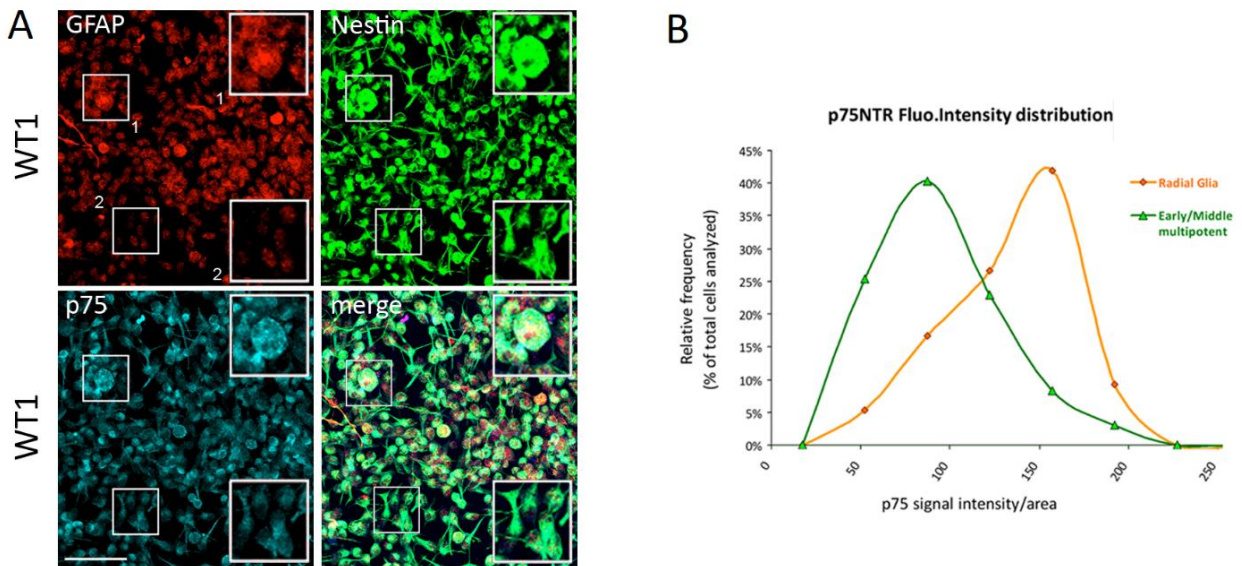 A
B
WT1
WT1
GFAP
1
1
2
2
Nestin
p75
merge
p75NTR Fluo.Intensity distribution
Relative frequency
(% of total cells analyzed)
45%
40%
35%
30%
25%
20%
15%
10%
5%
0%
0
50
100
150
200
250
p75 signal intensity/area
Radial Glia
Early/Middle
multipotent